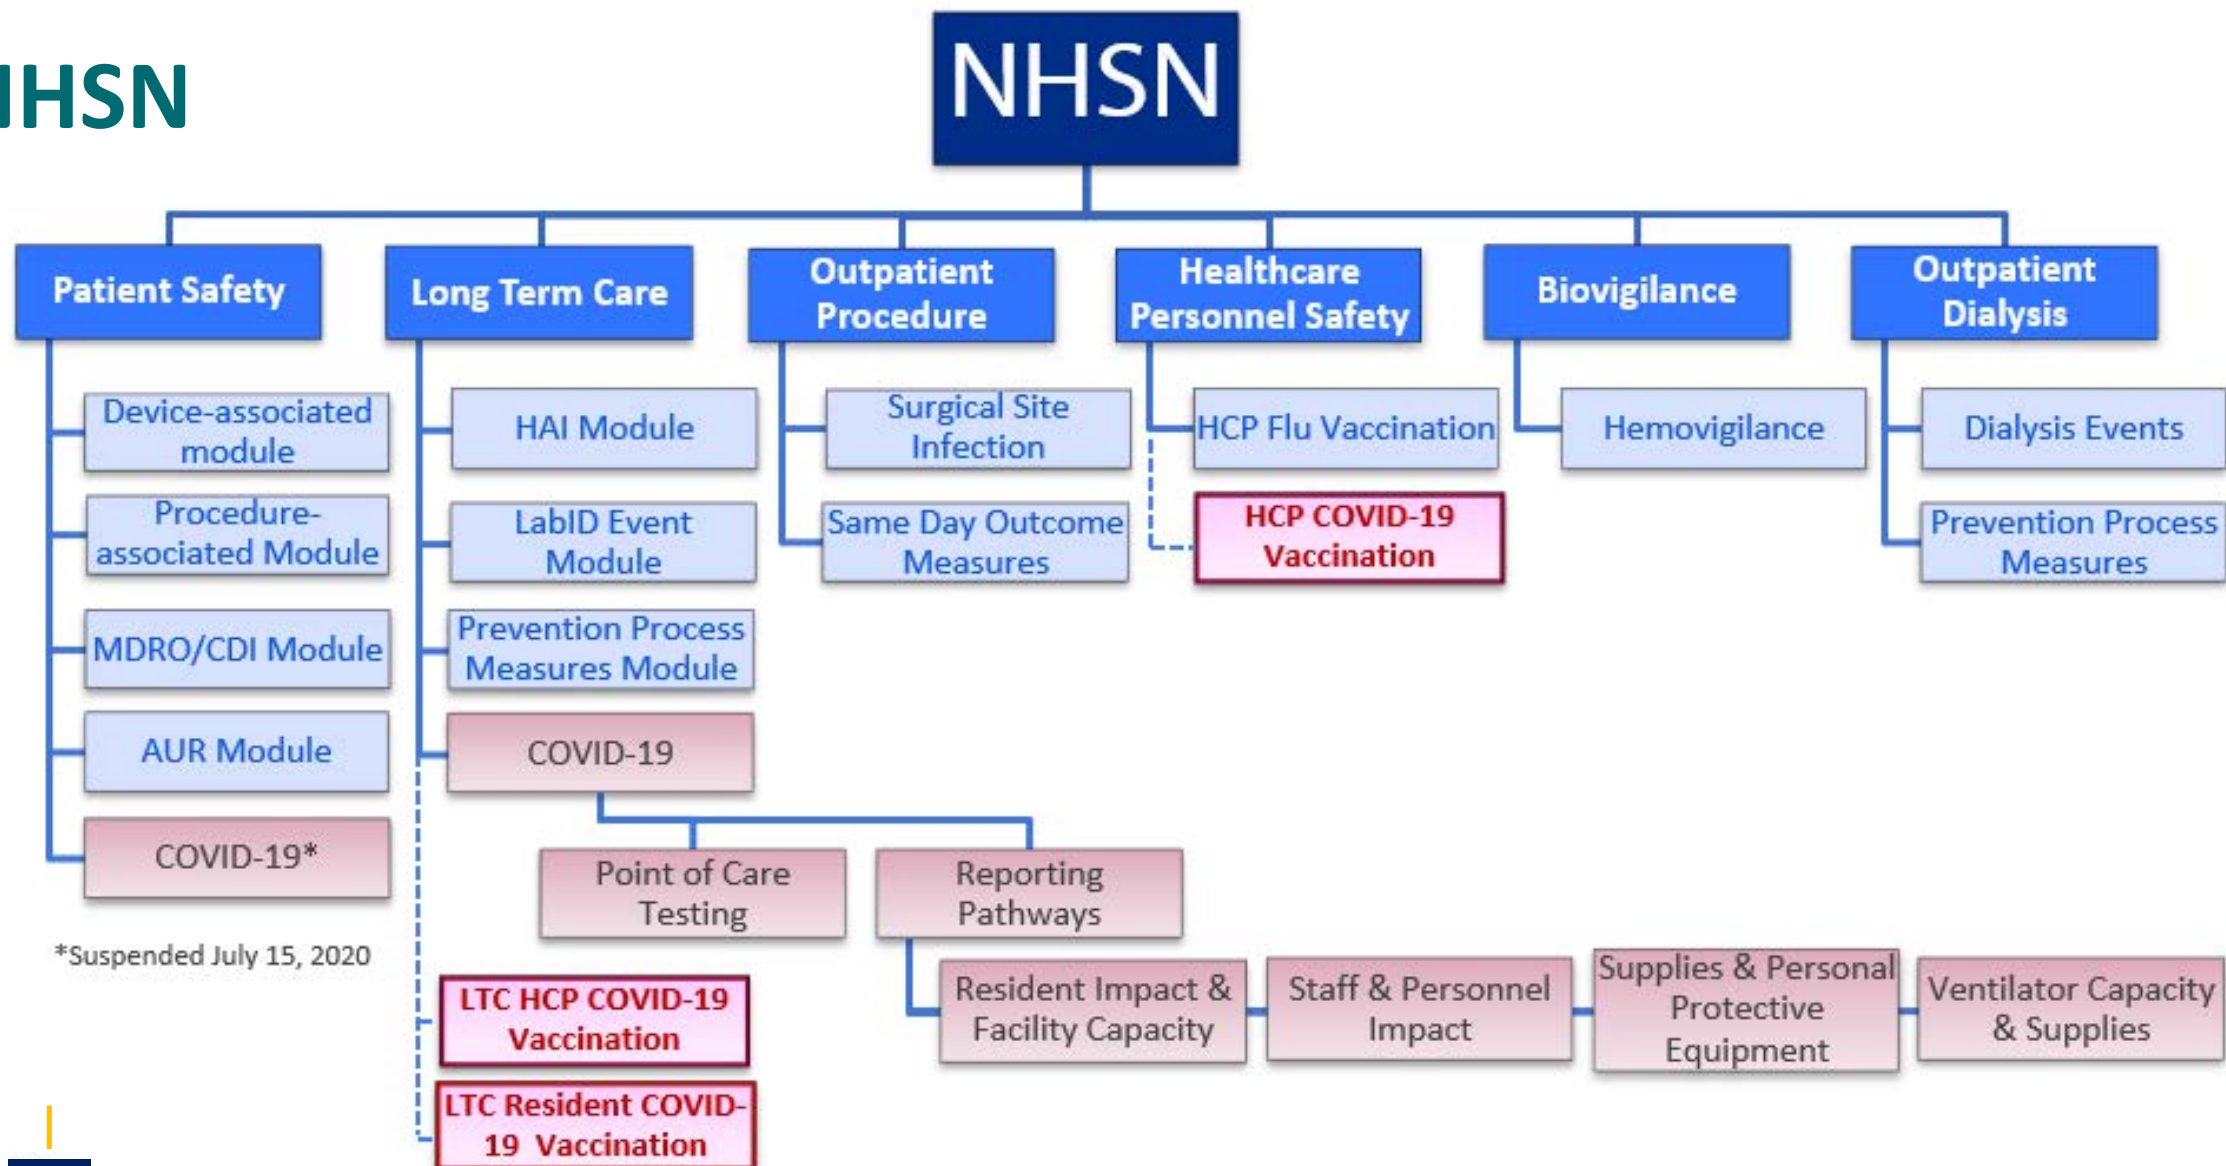 NHSN
HSN
Patient Safety
Long Term Care
Outpatient
Procedure
Healthcare
Personnel Safety
Biovigilance
Outpatient
Dialysis
Device-associated
module
Procedure-
associated Module
MDRO/CDI Module
AUR Module
COVID-19*
*Suspended July 15, 2020
HAI Module
LabID Event
Module
Prevention Process
Measures Module
COVID-19
Point of Care
Testing
Reporting
Pathways
Resident Impact &
Facility Capacity
Staff & Personnel
Impact
Supplies & Personal
Protective
Equipment
Ventilator Capacity
& Supplies
LTC HCP COVID-19
Vaccination
LTC Resident COVID-
19 Vaccination
Surgical Site
Infection
Same Day Outcome
Measures
HCP Flu Vaccination
HCP COVID-19
Vaccination
Hemovigilance
Dialysis Events
Prevention Process
Measures